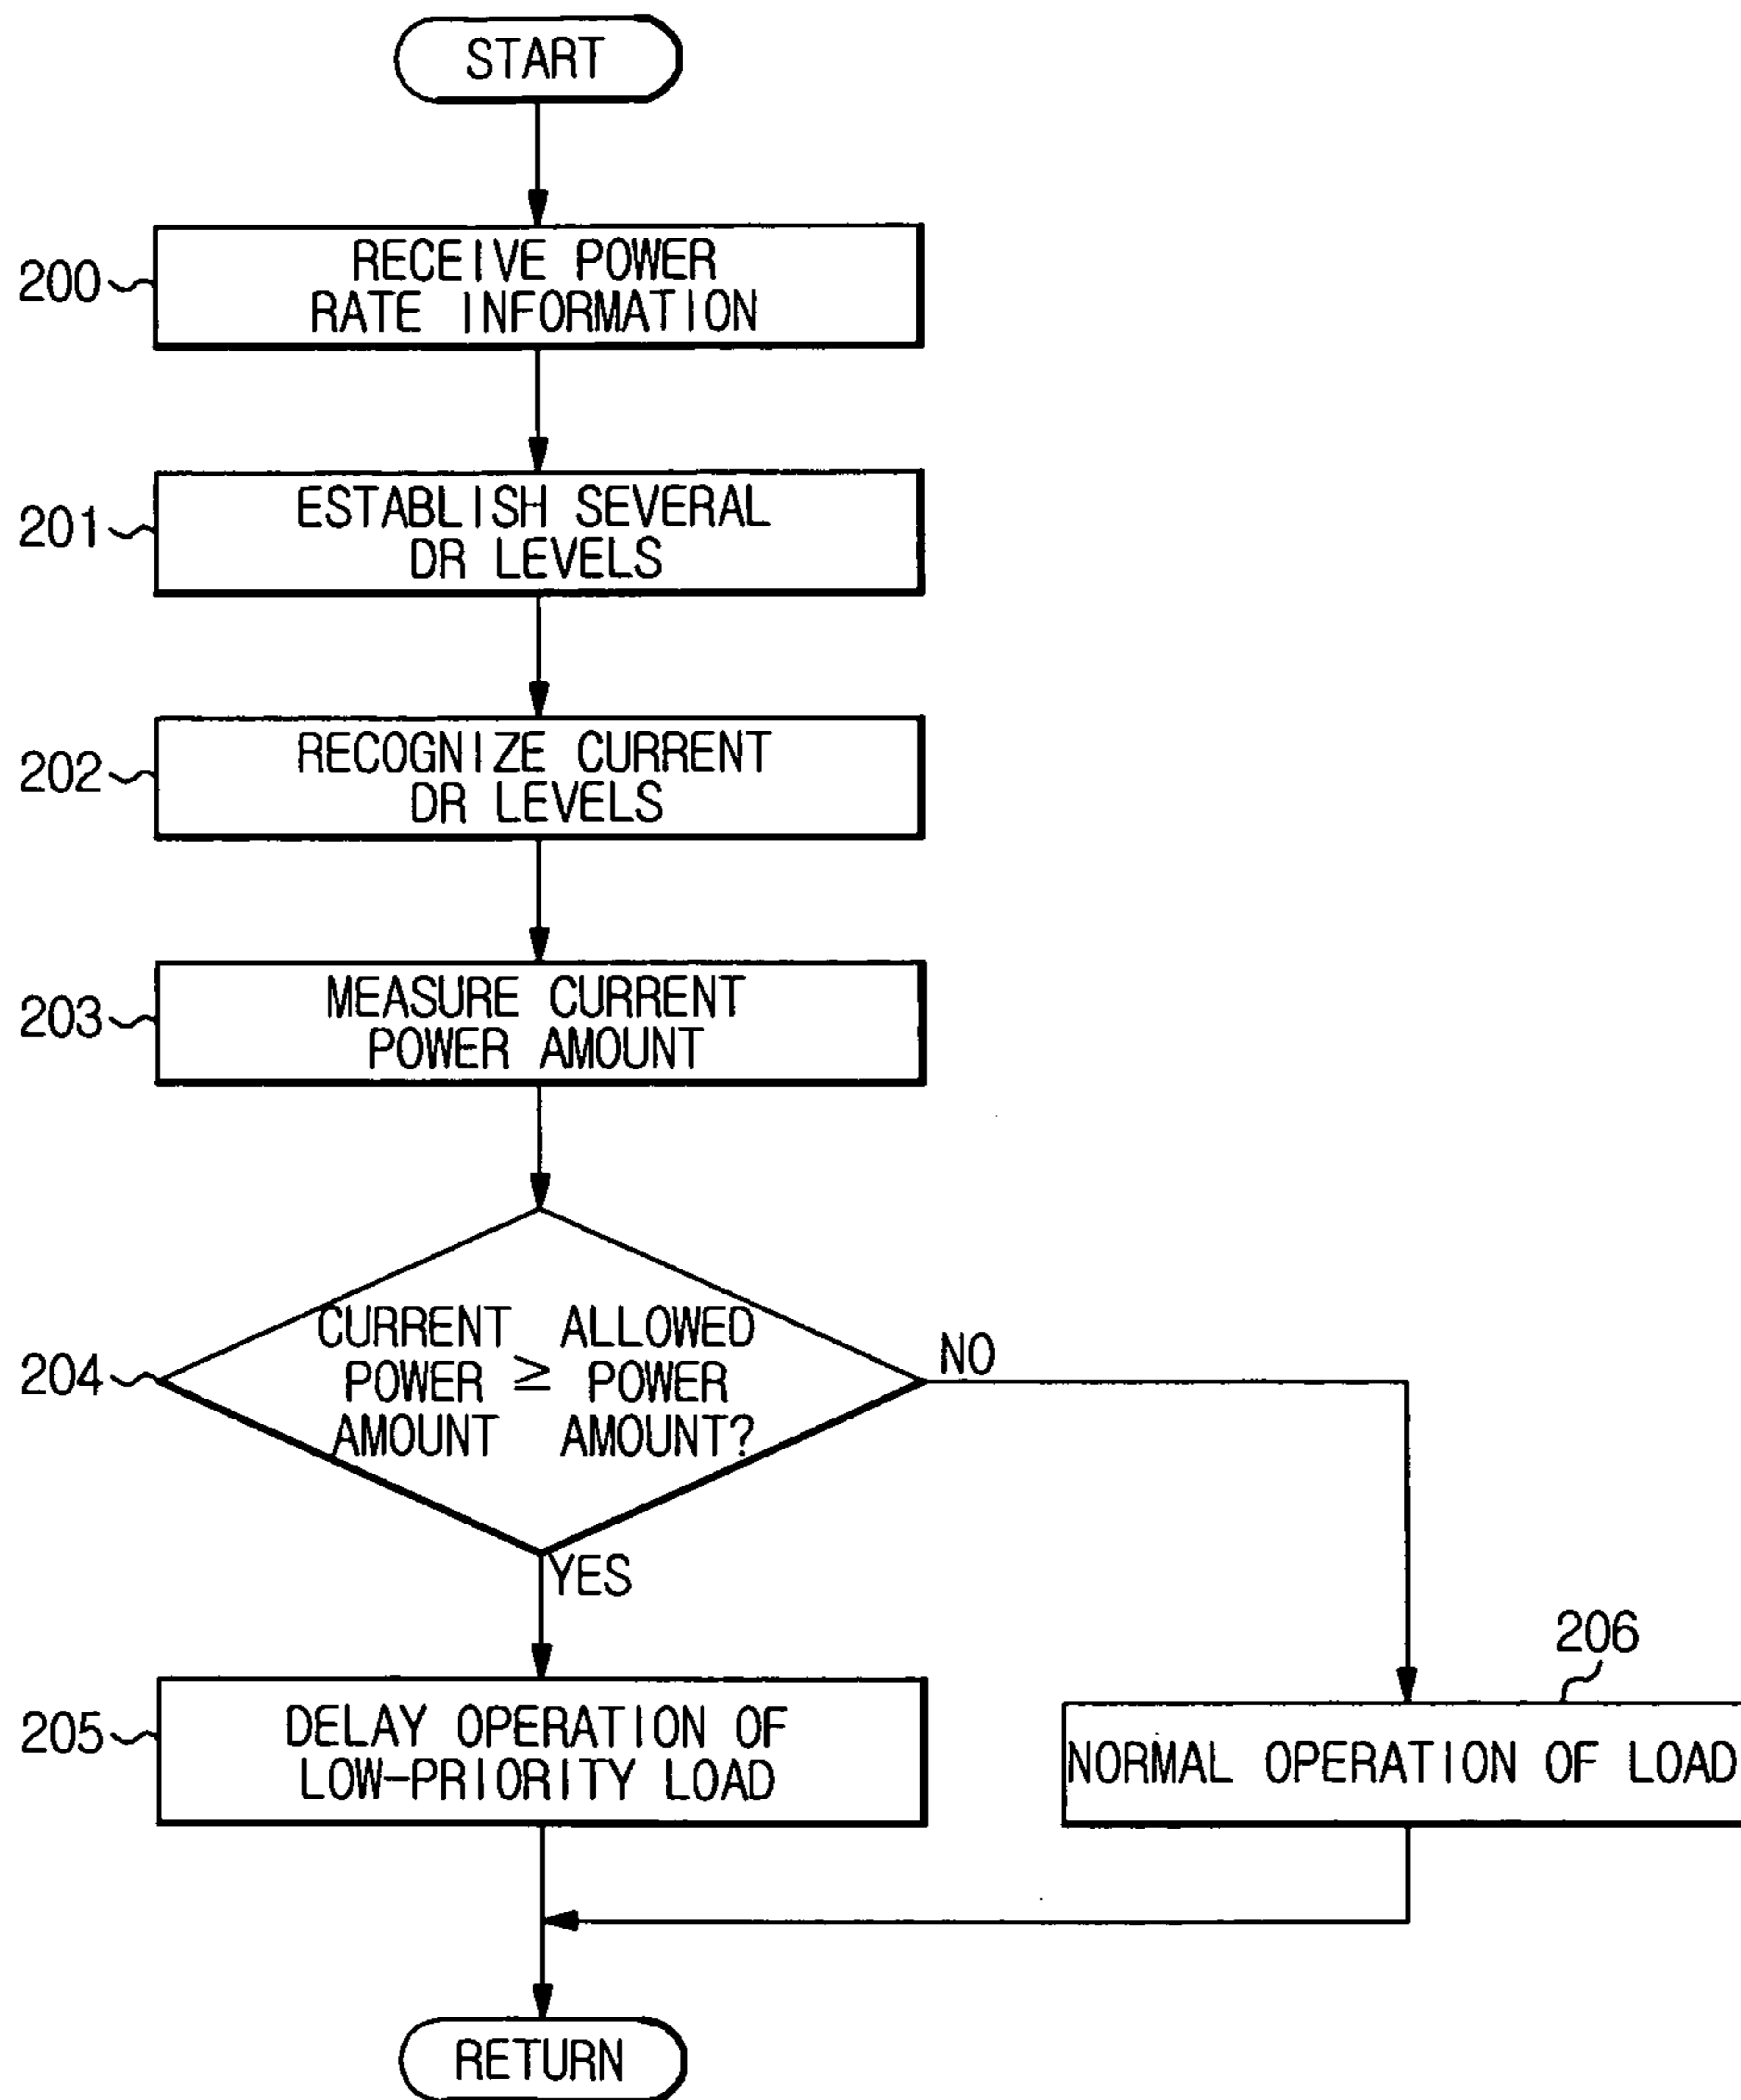 START
200
RECEIVE POWER
RATE INFORMATION
201
ESTABLISH SEVERAL
DR LEVELS
202
RECOGNIZE CURRENT
DR LEVELS
203
MEASURE CURRENT
POWER AMOUNT
204
CURRENT ALLOWED
POWER ≥ POWER
AMOUNT AMOUNT?
NO
YES
205
DELAY OPERATION OF
LOW-PRIORITY LOAD
206
NORMAL OPERATION OF LOAD
RETURN